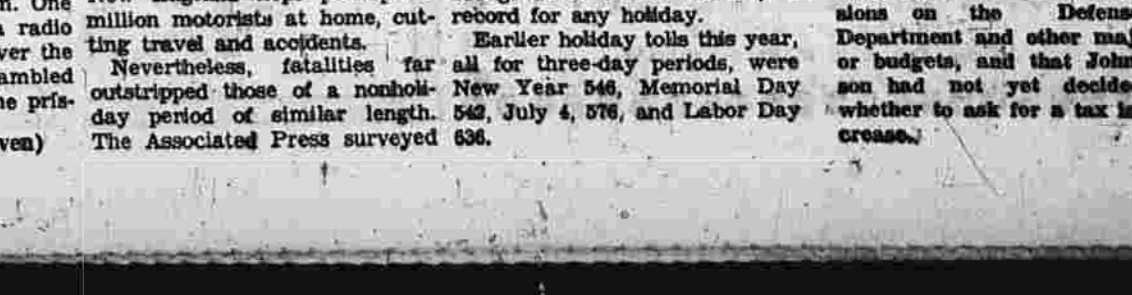 n. One
radio
ver the
ambled
ne pris-
ven)
million motorists at home, cut-
ting travel and accidents.
Nevertheless, fatalities far
outstripped those of a nonholi-
day period of similar length.
The Associated Press surveyed
record for any holiday.
Earlier holiday tolls this year,
all for three-day periods, were
New Year 546, Memorial Day
542, July 4, 576, and Labor Day
636.
sions on the Defense
Department and other maj
or budgets, and that John
son had not yet decide
whether to ask for a tax in
crease.